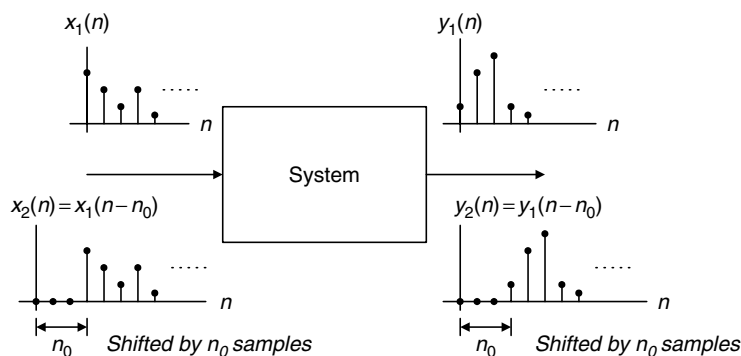 x₁(n)
y₁(n)
.....
.....
n
n
System
x₂(n)=x₁(n−n₀)
y₂(n)=y₁(n−n₀)
.....
.....
n
n
n₀
Shifted by n₀ samples
n₀
Shifted by n₀ samples